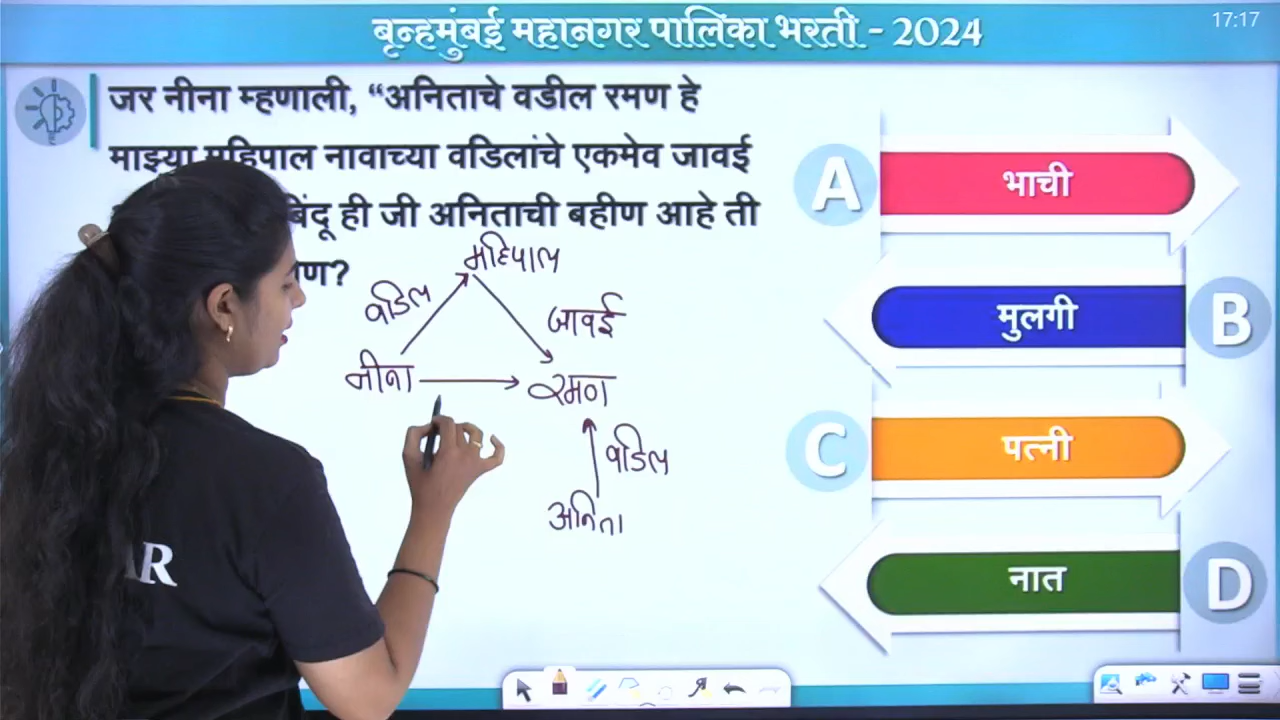 बृन्हमुंबई महानगर पालिका भरती - 2024
17:17
जर नीना म्हणाली, “अनिताचे वडील रमण हे
माझ्या महिपाल नावाच्या वडिलांचे एकमेव जावई
बिंदू ही जी अनिताची बहीण आहे ती
?
महिपाल
वडिल
जावई
नीना
रमण
वडिल
अनिता
A
भाची
मुलगी
B
C
पत्नी
नात
D
AR